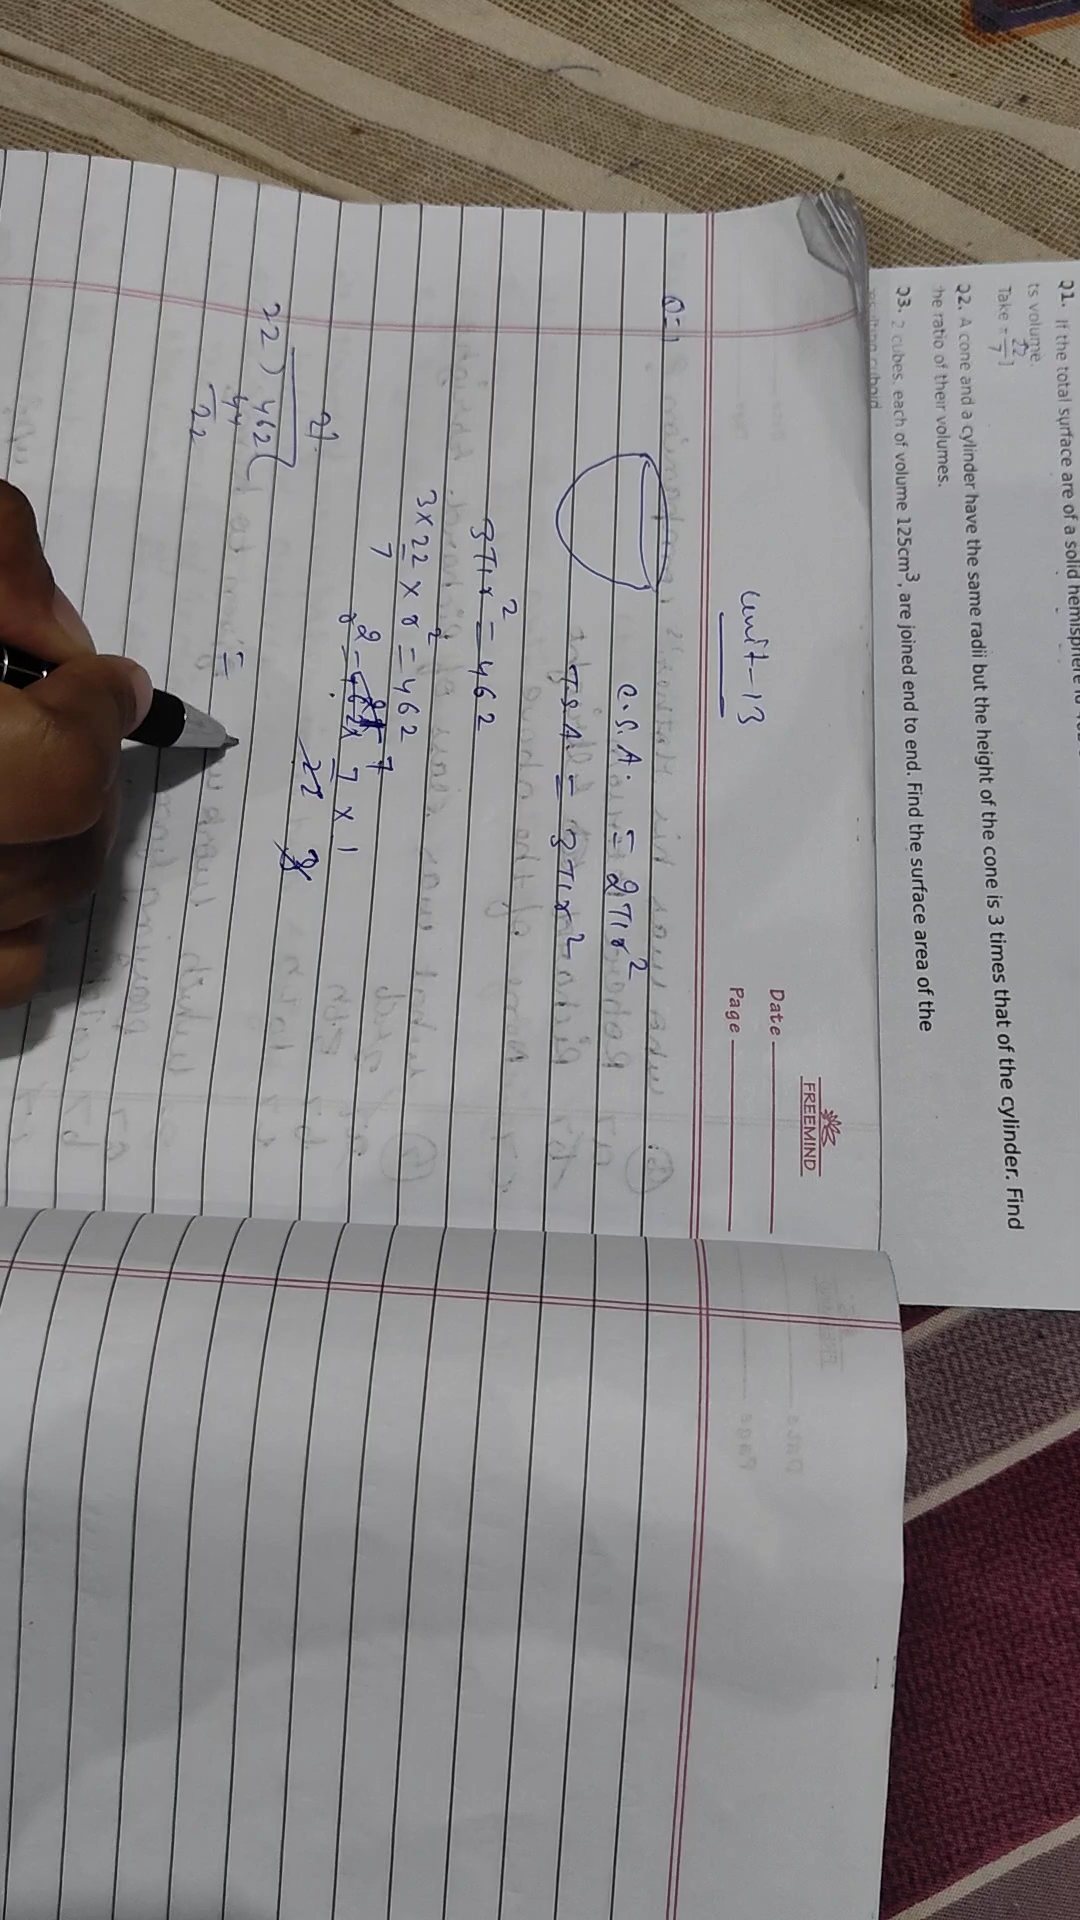 Q1. If the total surface are of a solid hemisphere
ts volume.
Take = 22/7 ]
Q2. A cone and a cylinder have the same radii but the height of the cone is 3 times that of the cylinder. Find
he ratio of their volumes.
Q3. 2 cubes, each of volume 125cm³, are joined end to end. Find the surface area of the
resulting cuboid
FREEMIND
Date
Page
Unit-13
Q=1
C.S.A. = 2πr²
T.S.A = 3πr²
3πr² = 462
3 × 22/7 × r² = 462
21
22 ) 462 (
44
22